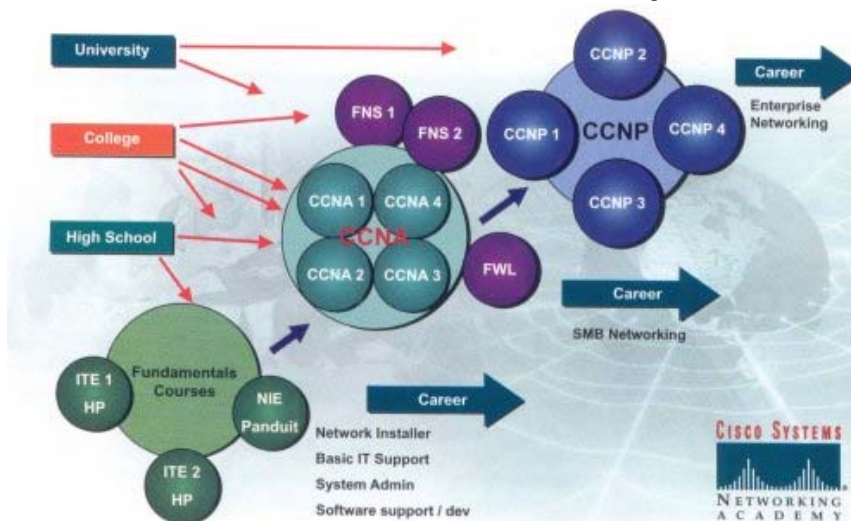 University
College
High School
FNS 1
FNS 2
CCNA 1
CCNA 4
CCNA
CCNA 2
CCNA 3
FWL
CCNP 2
CCNP 1
CCNP
CCNP 4
CCNP 3
Career
Enterprise
Networking
Career
SMB Networking
Fundamentals
Courses
ITE 1
HP
NIE
Panduit
ITE 2
HP
Career
Network Installer
Basic IT Support
System Admin
Software support / dev
CISCO SYSTEMS
NETWORKING
ACADEMY